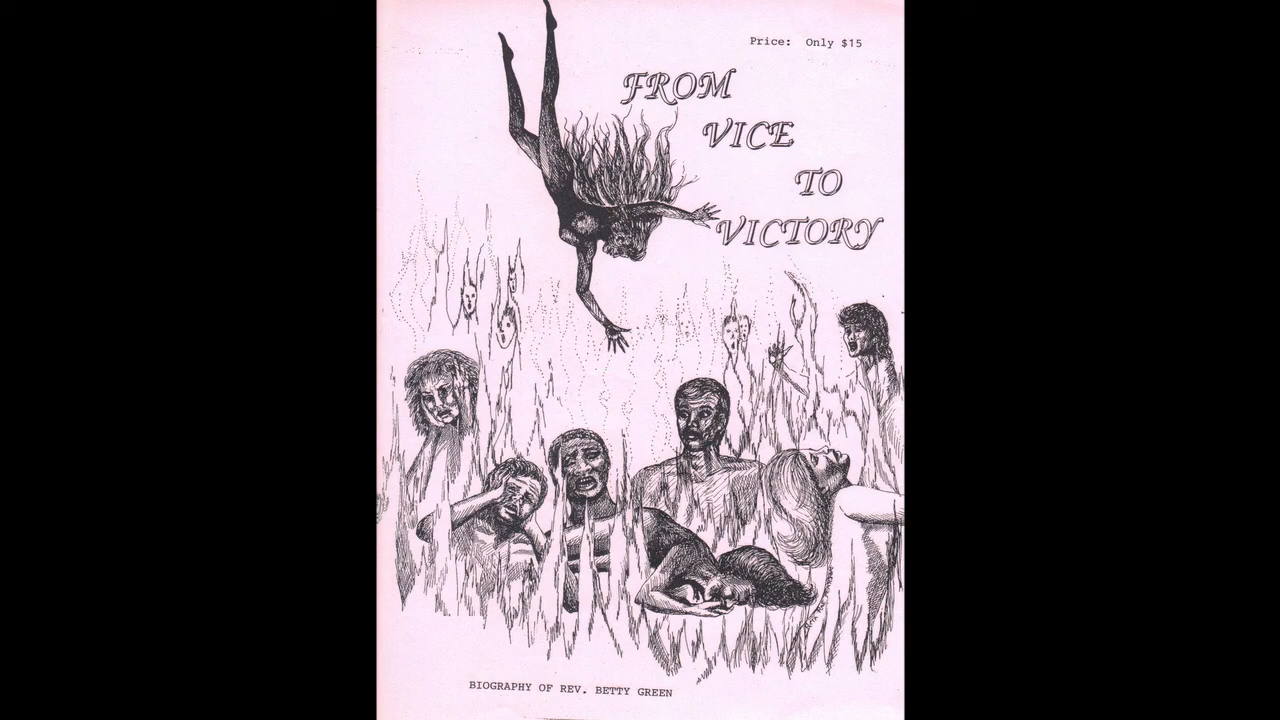 Price: Only $15
FROM
VICE
TO
VICTORY
BIOGRAPHY OF REV. BETTY GREEN